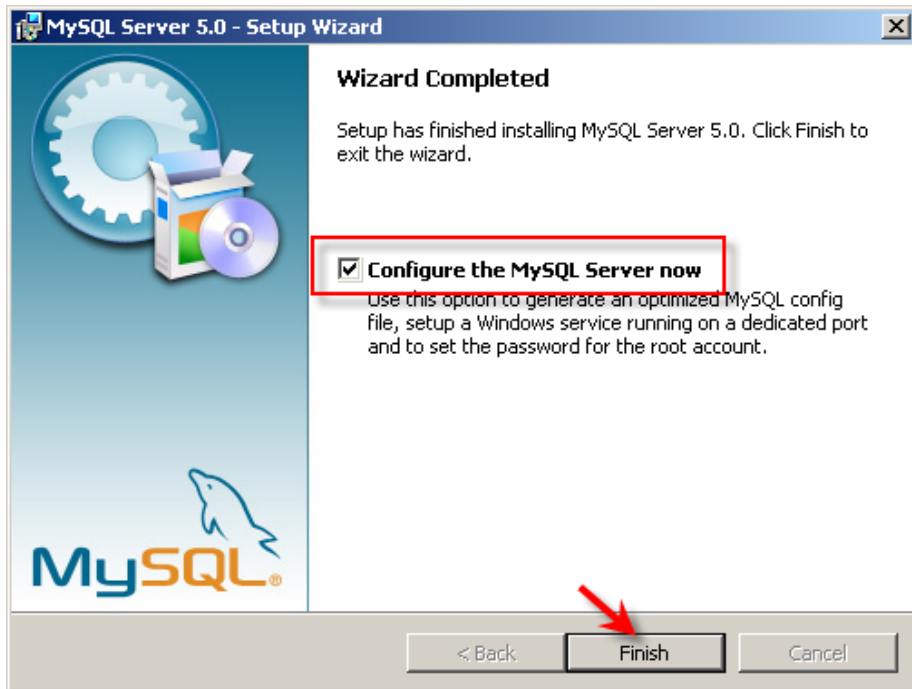 MySQL Server 5.0 - Setup Wizard
Wizard Completed
Setup has finished installing MySQL Server 5.0. Click Finish to
exit the wizard.
Configure the MySQL Server now
Use this option to generate an optimized MySQL config
file, setup a Windows service running on a dedicated port
and to set the password for the root account.
MySQL®
< Back
Finish
Cancel